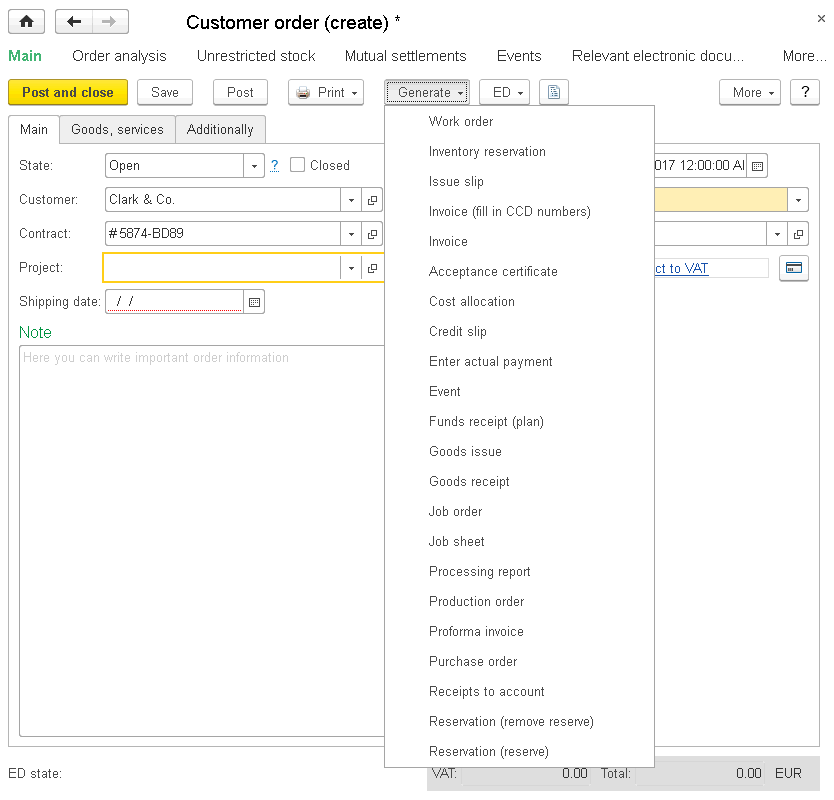 Customer order (create) *
Main Order analysis Unrestricted stock Mutual settlements Events Relevant electronic docu... More...
Post and close Save Post Print Generate ED More ?
Main Goods, services Additionally
State: Open ? Closed 017 12:00:00 AI
Customer: Clark & Co.
Contract: #5874-BD89
Project: ct to VAT
Shipping date: / /
Note
Here you can write important order information
Work order
Inventory reservation
Issue slip
Invoice (fill in CCD numbers)
Invoice
Acceptance certificate
Cost allocation
Credit slip
Enter actual payment
Event
Funds receipt (plan)
Goods issue
Goods receipt
Job order
Job sheet
Processing report
Production order
Proforma invoice
Purchase order
Receipts to account
Reservation (remove reserve)
Reservation (reserve)
ED state: VAT: 0.00 Total: 0.00 EUR